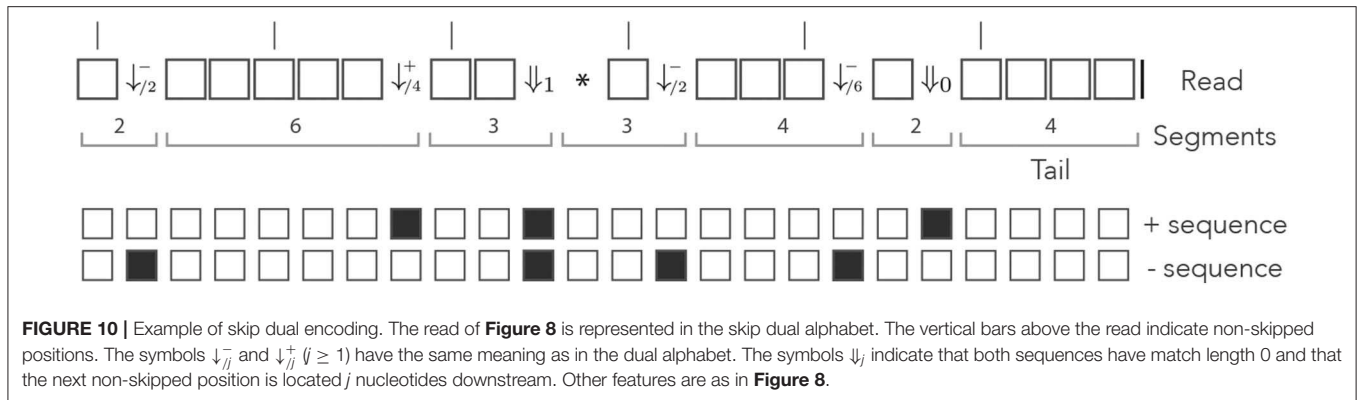 ↓⁻/2 ↓⁺/4 ⇓1 * ↓⁻/2 ↓⁻/6 ⇓0 Read
2 6 3 3 4 2 4 Segments
Tail
+ sequence
- sequence
FIGURE 10 | Example of skip dual encoding. The read of Figure 8 is represented in the skip dual alphabet. The vertical bars above the read indicate non-skipped
positions. The symbols ↓⁻/j and ↓⁺/j (j ≥ 1) have the same meaning as in the dual alphabet. The symbols ⇓j indicate that both sequences have match length 0 and that
the next non-skipped position is located j nucleotides downstream. Other features are as in Figure 8.